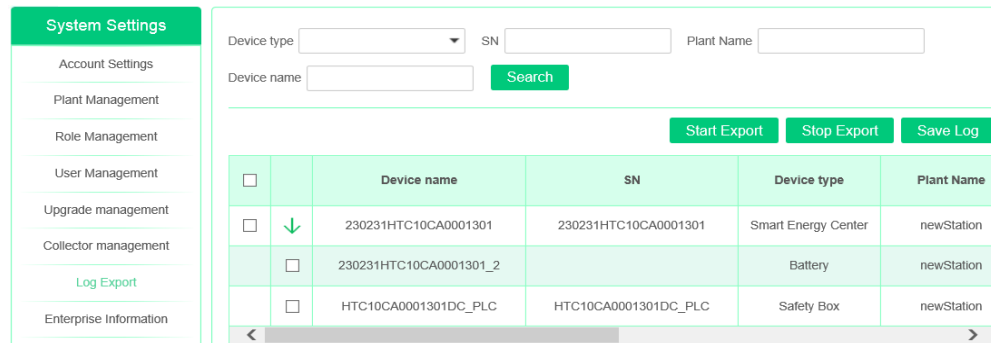 System Settings
Account Settings
Plant Management
Role Management
User Management
Upgrade management
Collector management
Log Export
Enterprise Information
Device type SN Plant Name
Device name Search
Start Export Stop Export Save Log
Device name SN Device type Plant Name
230231HTC10CA0001301 230231HTC10CA0001301 Smart Energy Center newStation
230231HTC10CA0001301_2 Battery newStation
HTC10CA0001301DC_PLC HTC10CA0001301DC_PLC Safety Box newStation